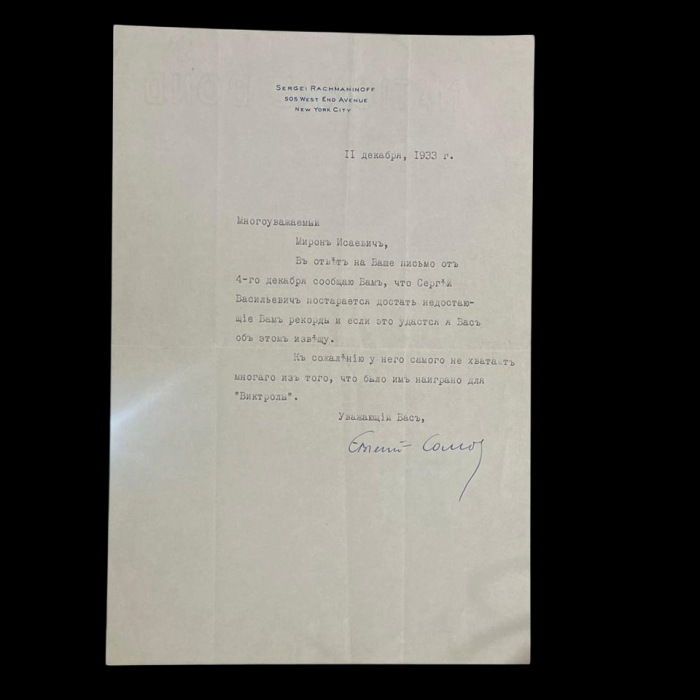 SERGEI RACHMANINOFF
505 WEST END AVENUE
NEW YORK CITY
11 декабря, 1933 г.
Многоуважаемый
Миронъ Исаевичъ,
Въ отвѣтъ на Ваше письмо отъ
4-го декабря сообщаю Вамъ, что Сергѣй
Васильевичъ постарается достать недостаю-
щіе Вамъ рекорды и если это удастся я Васъ
объ этомъ извѣщу.
Къ сожалѣнію у него самого не хватаетъ
многаго изъ того, что было имъ наиграно для
"Виктроль".
Уважающій Васъ,
Евгеній Сомов